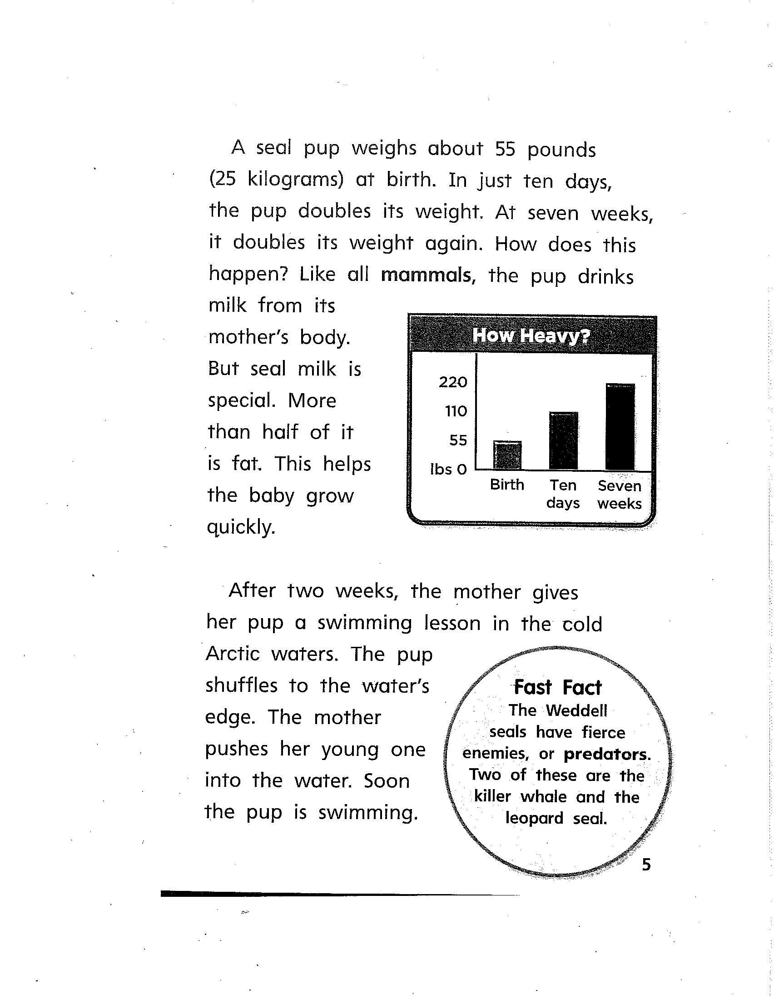 A seal pup weighs about 55 pounds
(25 kilograms) at birth. In just ten days,
the pup doubles its weight. At seven weeks,
it doubles its weight again. How does this
happen? Like all mammals, the pup drinks
milk from its
mother's body.
But seal milk is
special. More
than half of it
is fat. This helps
the baby grow
quickly.
How Heavy?
220
110
55
lbs 0
Birth
Ten
days
Seven
weeks
After two weeks, the mother gives
her pup a swimming lesson in the cold
Arctic waters. The pup
shuffles to the water's
edge. The mother
pushes her young one
into the water. Soon
the pup is swimming.
Fast Fact
The Weddell
seals have fierce
enemies, or predators.
Two of these are the
killer whale and the
leopard seal.
5